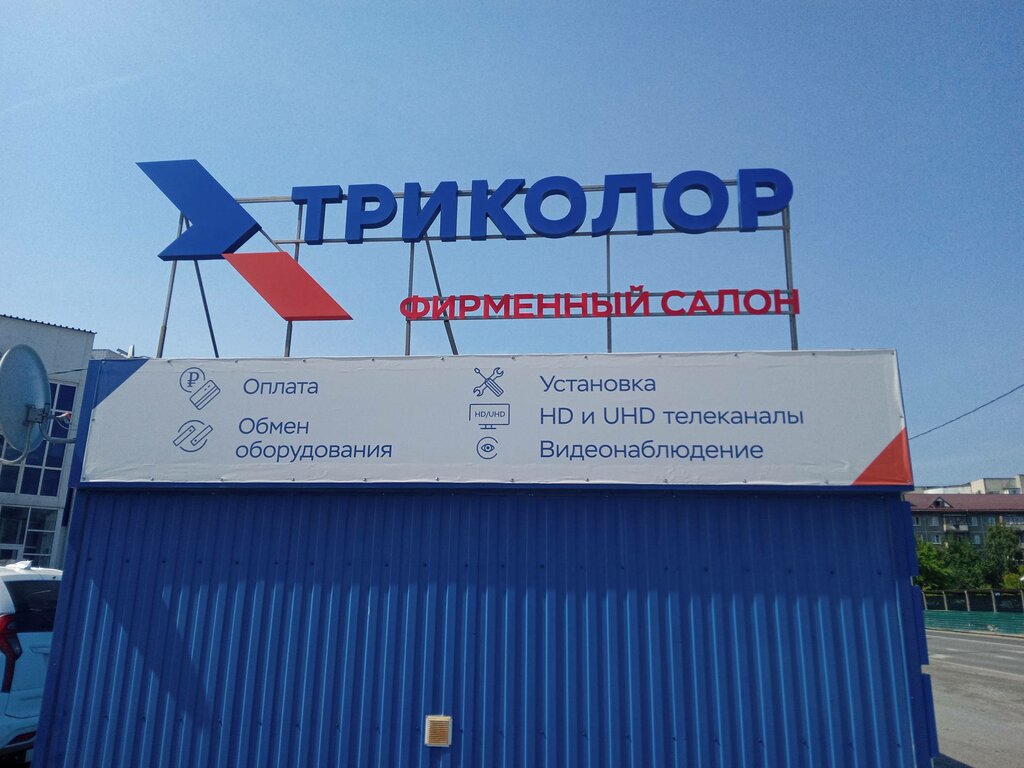 ТРИКОЛОР
ФИРМЕННЫЙ САЛОН
₽
Оплата
Обмен
оборудования
Установка
HD/UHD
HD и UHD телеканалы
Видеонаблюдение